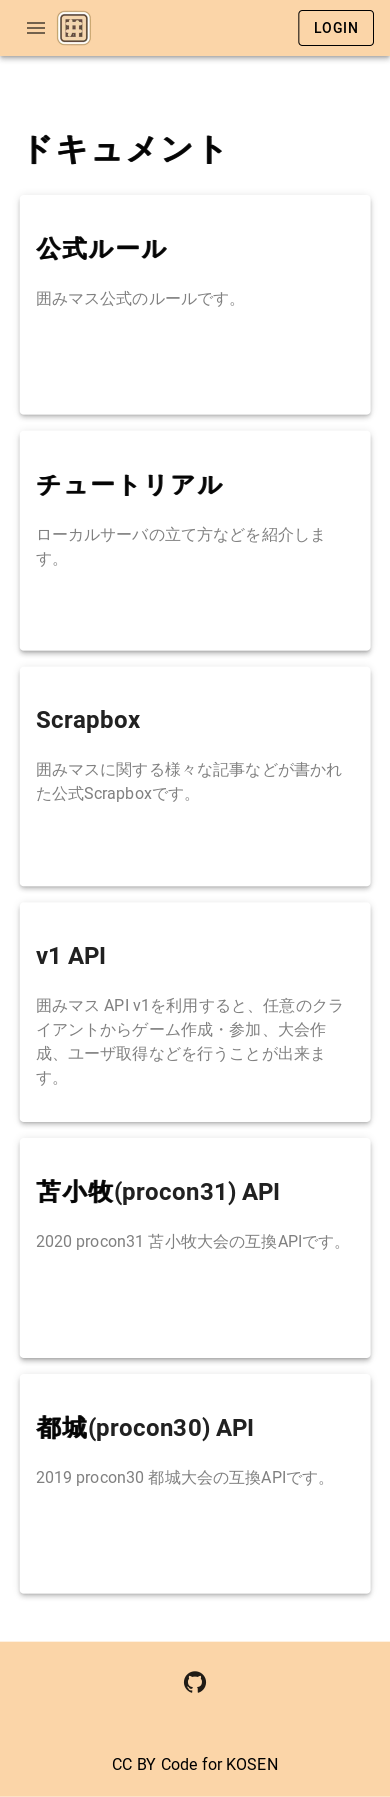 LOGIN
ドキュメント
公式ルール
囲みマス公式のルールです。
チュートリアル
ローカルサーバの立て方などを紹介しま
す。
Scrapbox
囲みマスに関する様々な記事などが書かれ
た公式Scrapboxです。
v1 API
囲みマス API v1を利用すると、任意のクラ
イアントからゲーム作成・参加、大会作
成、ユーザ取得などを行うことが出来ま
す。
苫小牧(procon31) API
2020 procon31 苫小牧大会の互換APIです。
都城(procon30) API
2019 procon30 都城大会の互換APIです。
CC BY Code for KOSEN